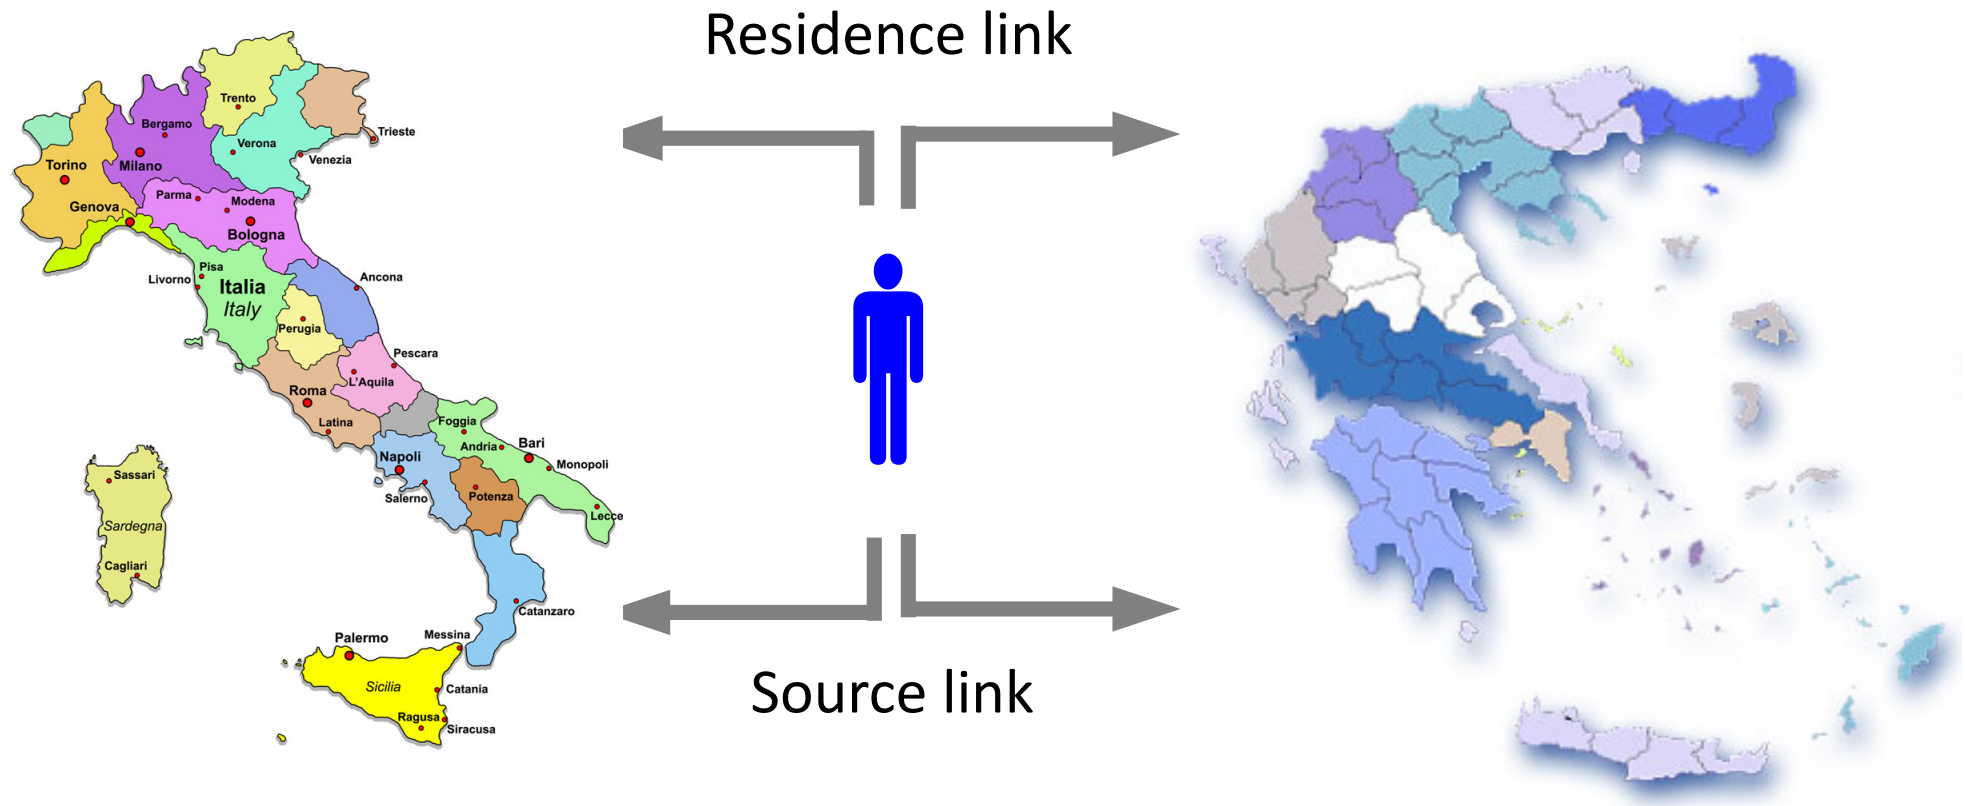 Residence link
Trento
Bergamo
Trieste
Verona
Milano
Venezia
Torino
Parma
Modena
Genova
Bologna
Pisa
Livorno
Ancona
Italia
Italy
Perugia
Pescara
L'Aquila
Roma
Latina
Foggia
Andria
Bari
Napoli
Monopoli
Salerno
Potenza
Lecce
Sassari
Sardegna
Cagliari
Catanzaro
Messina
Palermo
Sicilia
Catania
Ragusa
Siracusa
Source link